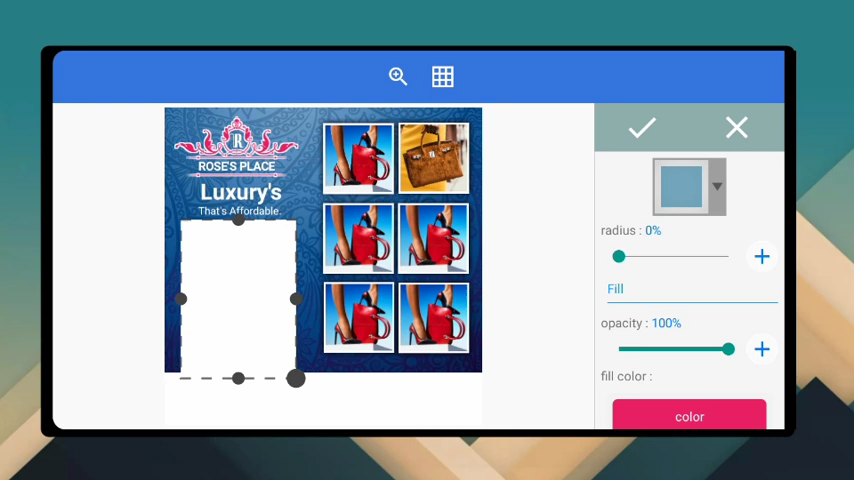 R
ROSE'S PLACE
Luxury's
That's Affordable.
radius : 0%
Fill
opacity : 100%
fill color :
color